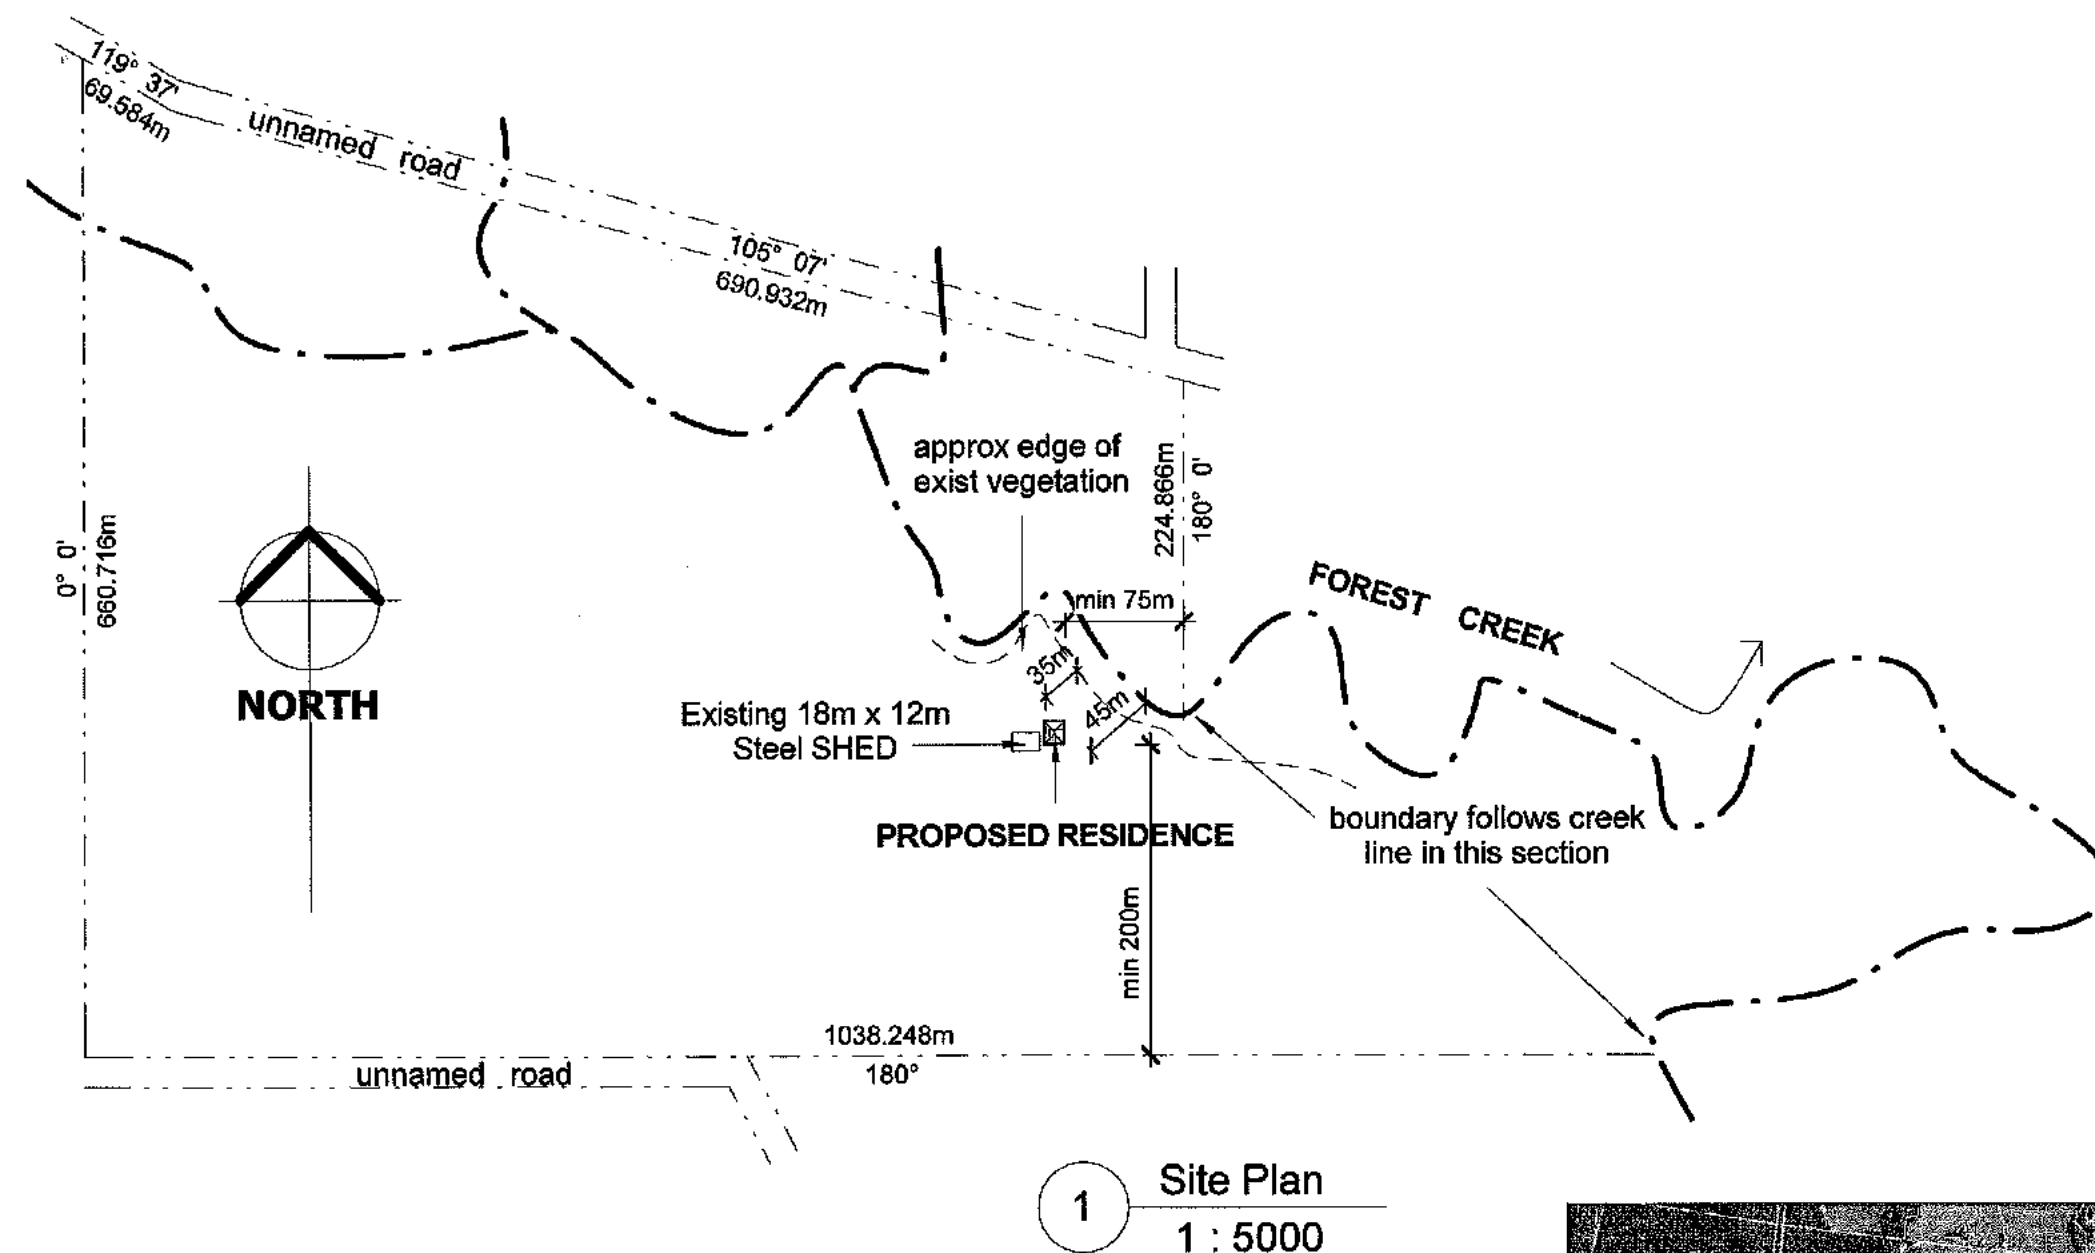 119° 37'
69.584m
unnamed road
105° 07'
690.932m
approx edge of
exist vegetation
224.866m
180° 0'
0° 0'
660.716m
NORTH
min 75m
FOREST CREEK
35m
45m
Existing 18m x 12m
Steel SHED
PROPOSED RESIDENCE
boundary follows creek
line in this section
min 200m
1038.248m
180°
unnamed road
1
Site Plan
1 : 5000